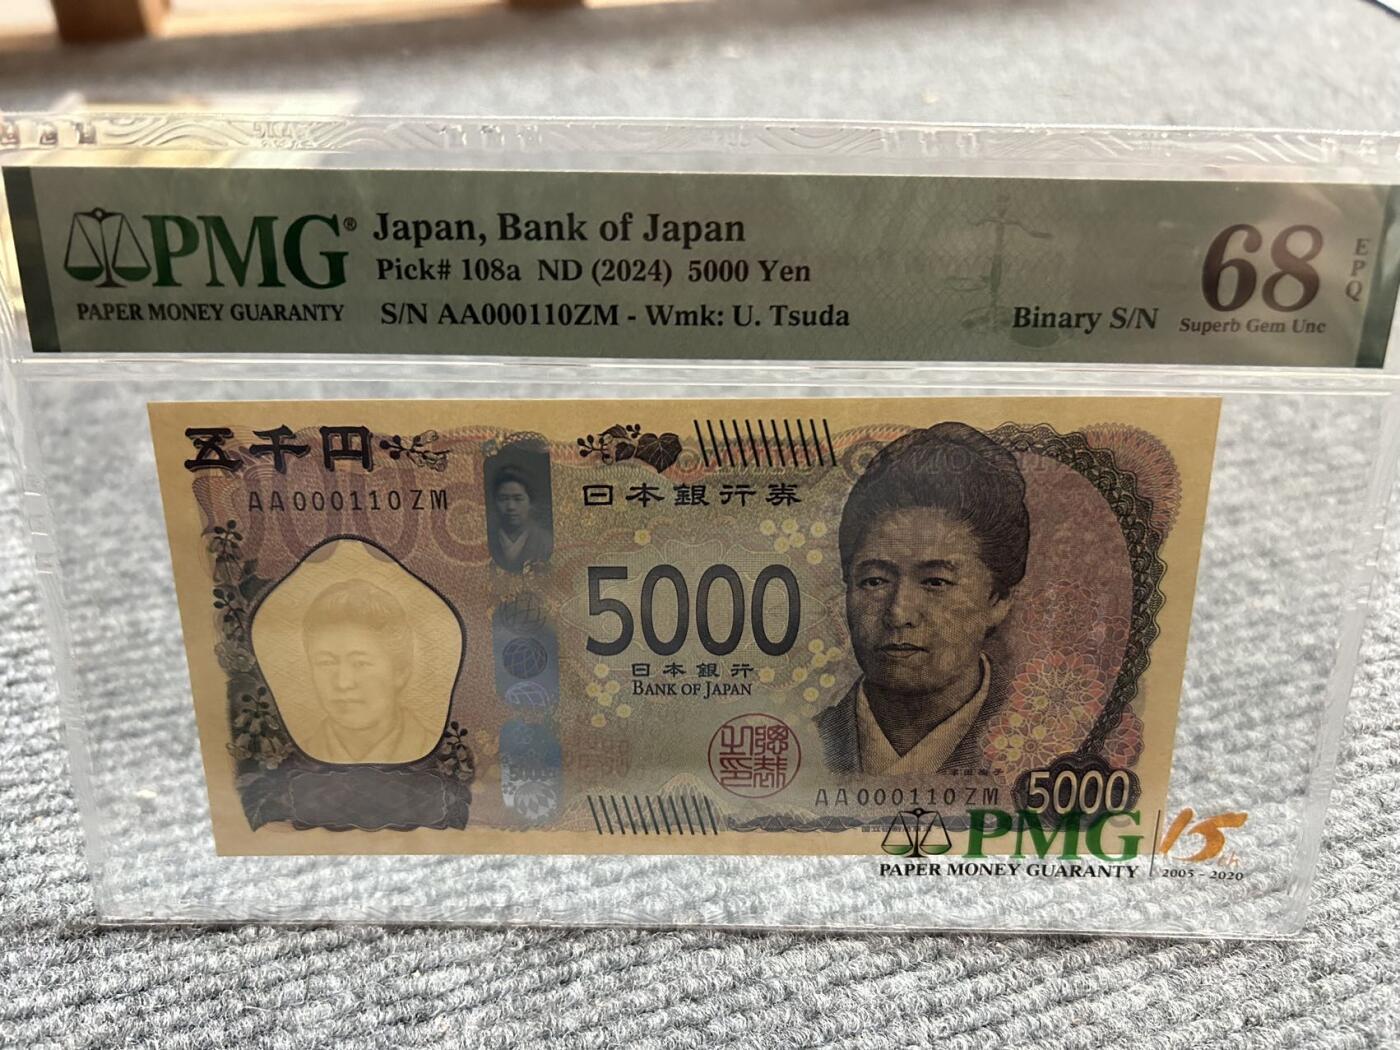 PMG®
PAPER MONEY GUARANTY
Japan, Bank of Japan
Pick# 108a ND (2024) 5000 Yen
S/N AA000110ZM - Wmk: U. Tsuda
Binary S/N
68
EPQ
Superb Gem Unc
五千円
AA000110ZM
日本銀行券
5000
日本銀行
BANK OF JAPAN
AA000110ZM
5000
PMG
PAPER MONEY GUARANTY
15th
2005 - 2020